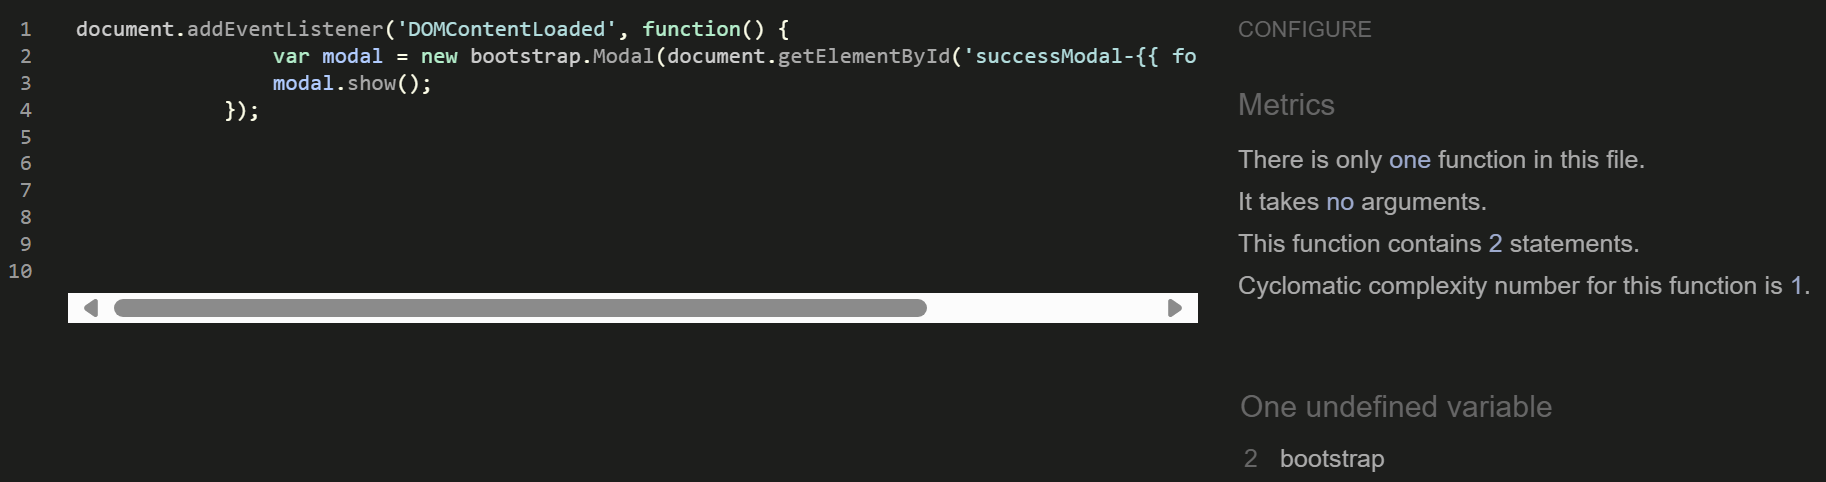 1 document.addEventListener('DOMContentLoaded', function() {
2 var modal = new bootstrap.Modal(document.getElementById('successModal-{{ fo
3 modal.show();
4 });
5
6
7
8
9
10
CONFIGURE
Metrics
There is only one function in this file.
It takes no arguments.
This function contains 2 statements.
Cyclomatic complexity number for this function is 1.
One undefined variable
2 bootstrap